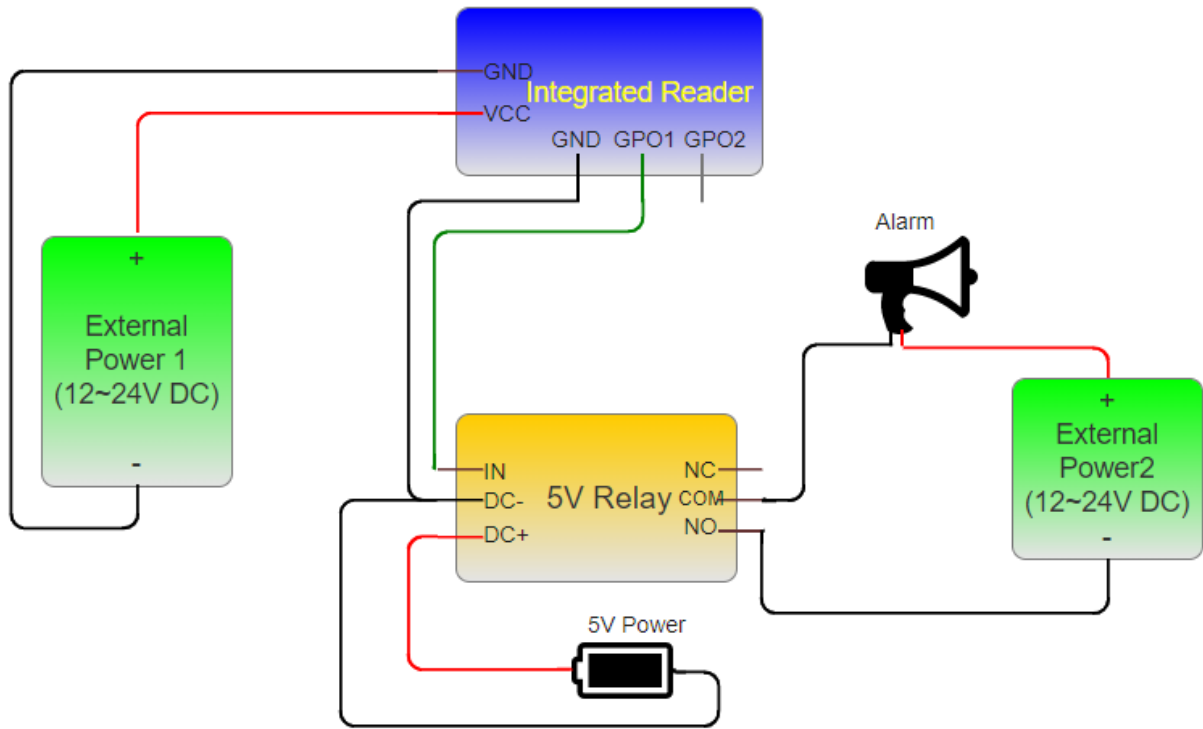 GND
Integrated Reader
VCC
GND GPO1 GPO2
Alarm
+
External
Power 1
(12~24V DC)
-
+
External
Power2
(12~24V DC)
-
IN
DC-
DC+
5V Relay
NC
COM
NO
5V Power